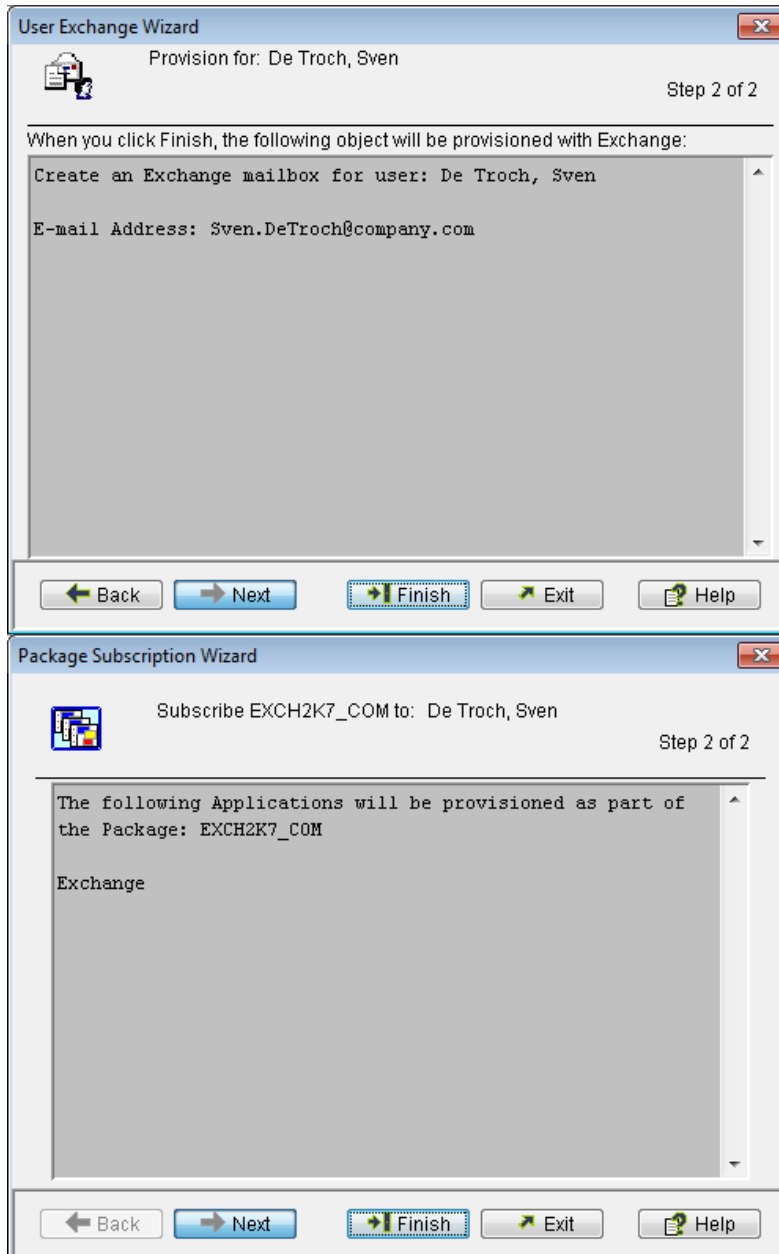 User Exchange Wizard
Provision for: De Troch, Sven
Step 2 of 2
When you click Finish, the following object will be provisioned with Exchange:
Create an Exchange mailbox for user: De Troch, Sven
E-mail Address: Sven.DeTroch@company.com
Back Next Finish Exit Help
Package Subscription Wizard
Subscribe EXCH2K7_COM to: De Troch, Sven
Step 2 of 2
The following Applications will be provisioned as part of
the Package: EXCH2K7_COM
Exchange
Back Next Finish Exit Help